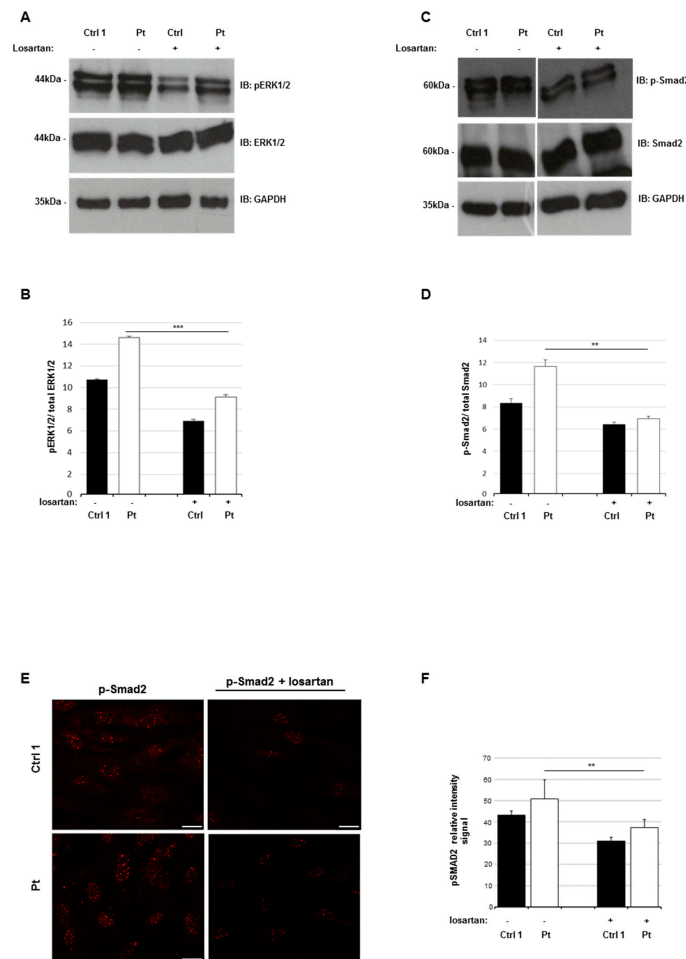 A
Ctrl 1 Pt Ctrl Pt
Losartan: - - + +
44kDa -
IB: pERK1/2
44kDa -
IB: ERK1/2
35kDa -
IB: GAPDH
C
Ctrl 1 Pt Ctrl Pt
Losartan: - - + +
60kDa -
IB: p-Smad2
60kDa -
IB: Smad2
35kDa -
IB: GAPDH
B
pERK1/2/ total ERK1/2
16
14
12
10
8
6
4
2
0
***
losartan: - - + +
Ctrl 1 Pt Ctrl Pt
D
p-Smad2/ total Smad2
14
12
10
8
6
4
2
0
**
losartan: - - + +
Ctrl 1 Pt Ctrl Pt
E
p-Smad2
p-Smad2 + losartan
Ctrl 1
Pt
F
pSMAD2 relative intensity
signal
70
60
50
40
30
20
10
0
**
losartan: - - + +
Ctrl 1 Pt Ctrl 1 Pt